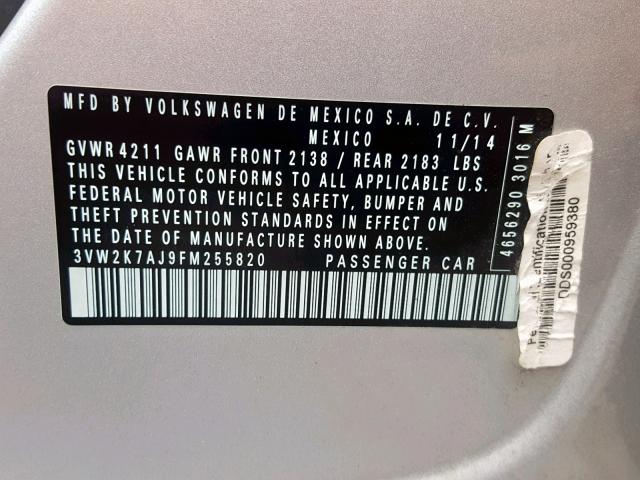 MFD BY VOLKSWAGEN DE MEXICO S.A. DE C.V.
MEXICO 11/14
GVWR 4211 GAWR FRONT 2138 / REAR 2183 LBS
THIS VEHICLE CONFORMS TO ALL APPLICABLE U.S.
FEDERAL MOTOR VEHICLE SAFETY, BUMPER AND
THEFT PREVENTION STANDARDS IN EFFECT ON
THE DATE OF MANUFACTURE SHOWN ABOVE.
3VW2K7AJ9FM255820 PASSENGER CAR
4656290 3016 M
DDS000959380